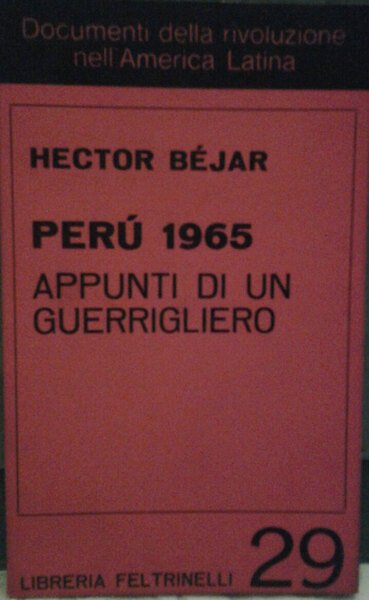 Documenti della rivoluzione
nell'America Latina
HECTOR BÉJAR
PERÚ 1965
APPUNTI DI UN
GUERRIGLIERO
LIBRERIA FELTRINELLI 29